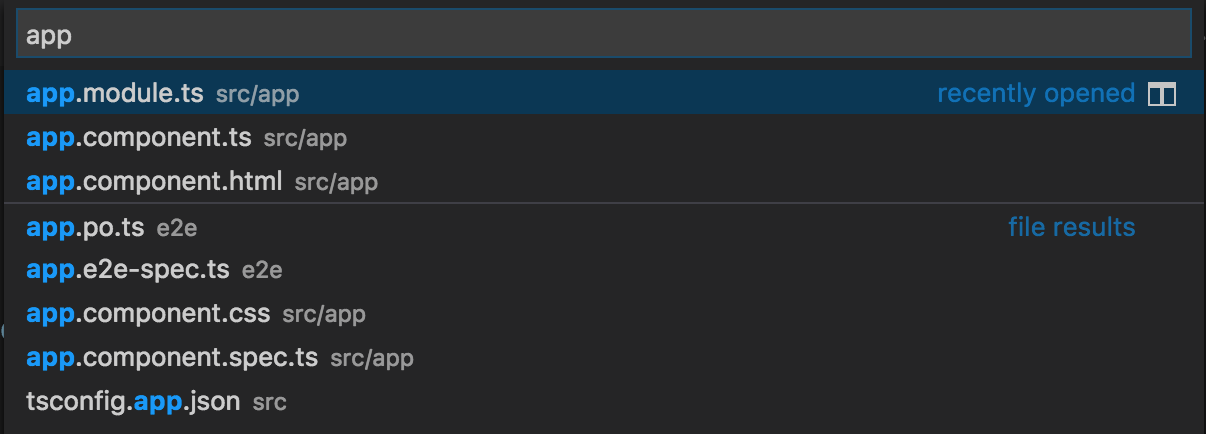 app
app.module.ts src/app recently opened
app.component.ts src/app
app.component.html src/app
app.po.ts e2e file results
app.e2e-spec.ts e2e
app.component.css src/app
app.component.spec.ts src/app
tsconfig.app.json src